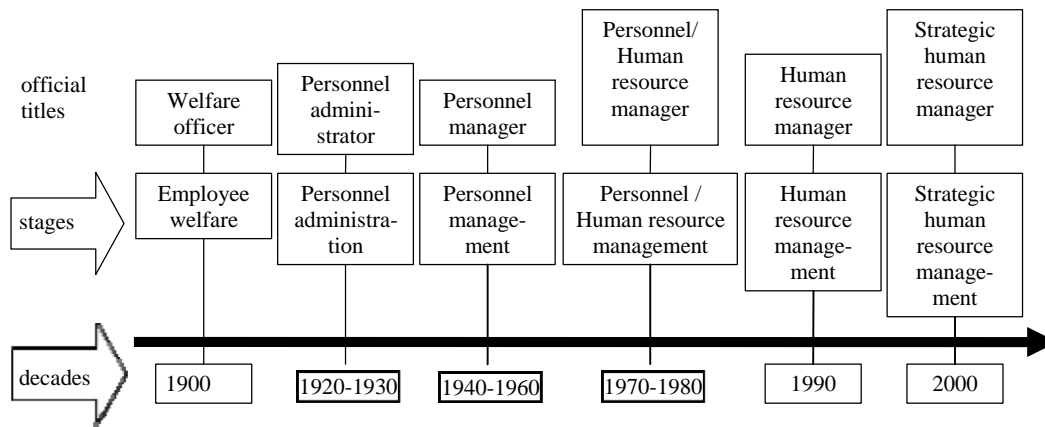 official
titles
Welfare
officer
Personnel
admini-
strator
Personnel
manager
Personnel/
Human
resource
manager
Human
resource
manager
Strategic
human
resource
manager
stages
Employee
welfare
Personnel
administra-
tion
Personnel
manage-
ment
Personnel /
Human resource
management
Human
resource
manage-
ment
Strategic
human
resource
manage-
ment
decades
1900
1920-1930
1940-1960
1970-1980
1990
2000